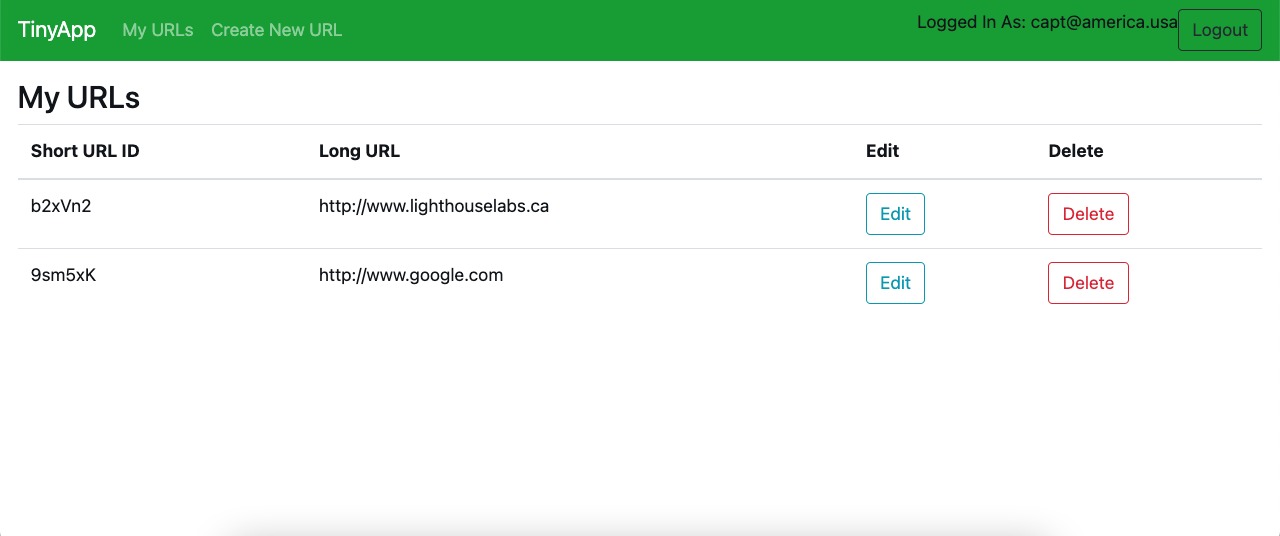 TinyApp My URLs Create New URL Logged In As: capt@america.usa Logout
My URLs
Short URL ID Long URL Edit Delete
b2xVn2 http://www.lighthouselabs.ca Edit Delete
9sm5xK http://www.google.com Edit Delete